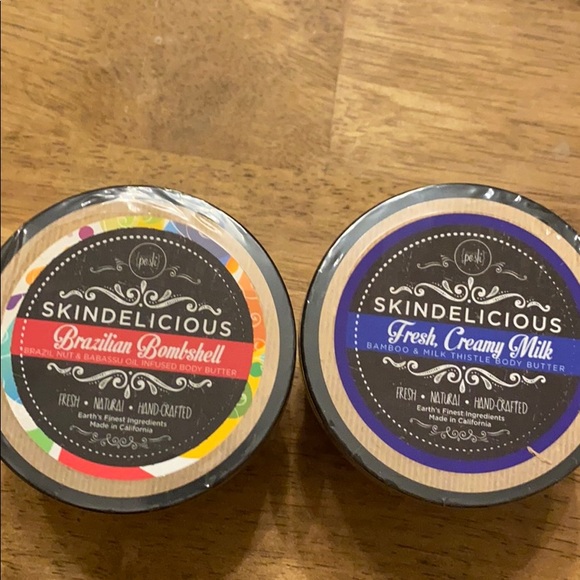 posh
SKINDELICIOUS
Brazilian Bombshell
BRAZIL NUT & BABASSU OIL INFUSED BODY BUTTER
FRESH • NATURAL • HAND-CRAFTED
Earth's Finest Ingredients
Made in California
posh
SKINDELICIOUS
Fresh, Creamy Milk
BAMBOO & MILK THISTLE BODY BUTTER
FRESH • NATURAL • HAND-CRAFTED
Earth's Finest Ingredients
Made in California